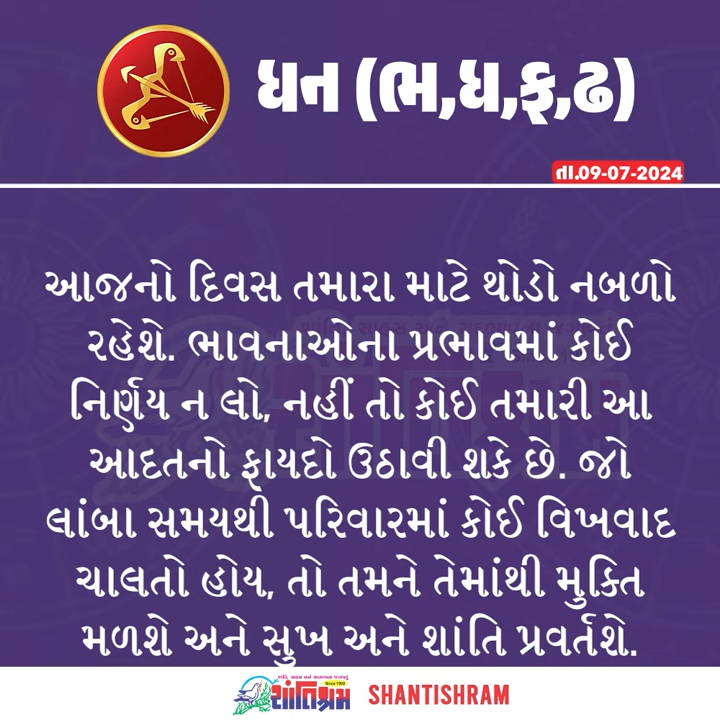 ધન (ભ,ધ,ફ,ઢ)
તા.09-07-2024
આજનો દિવસ તમારા માટે થોડો નબળો
રહેશે. ભાવનાઓના પ્રભાવમાં કોઈ
નિર્ણય ન લો, નહીં તો કોઈ તમારી આ
આદતનો ફાયદો ઉઠાવી શકે છે. જો
લાંબા સમયથી પરિવારમાં કોઈ વિખવાદ
ચાલતો હોય, તો તમને તેમાંથી મુક્તિ
મળશે અને સુખ અને શાંતિ પ્રવર્તશે.
શાંતિશ્રમ SHANTISHRAM